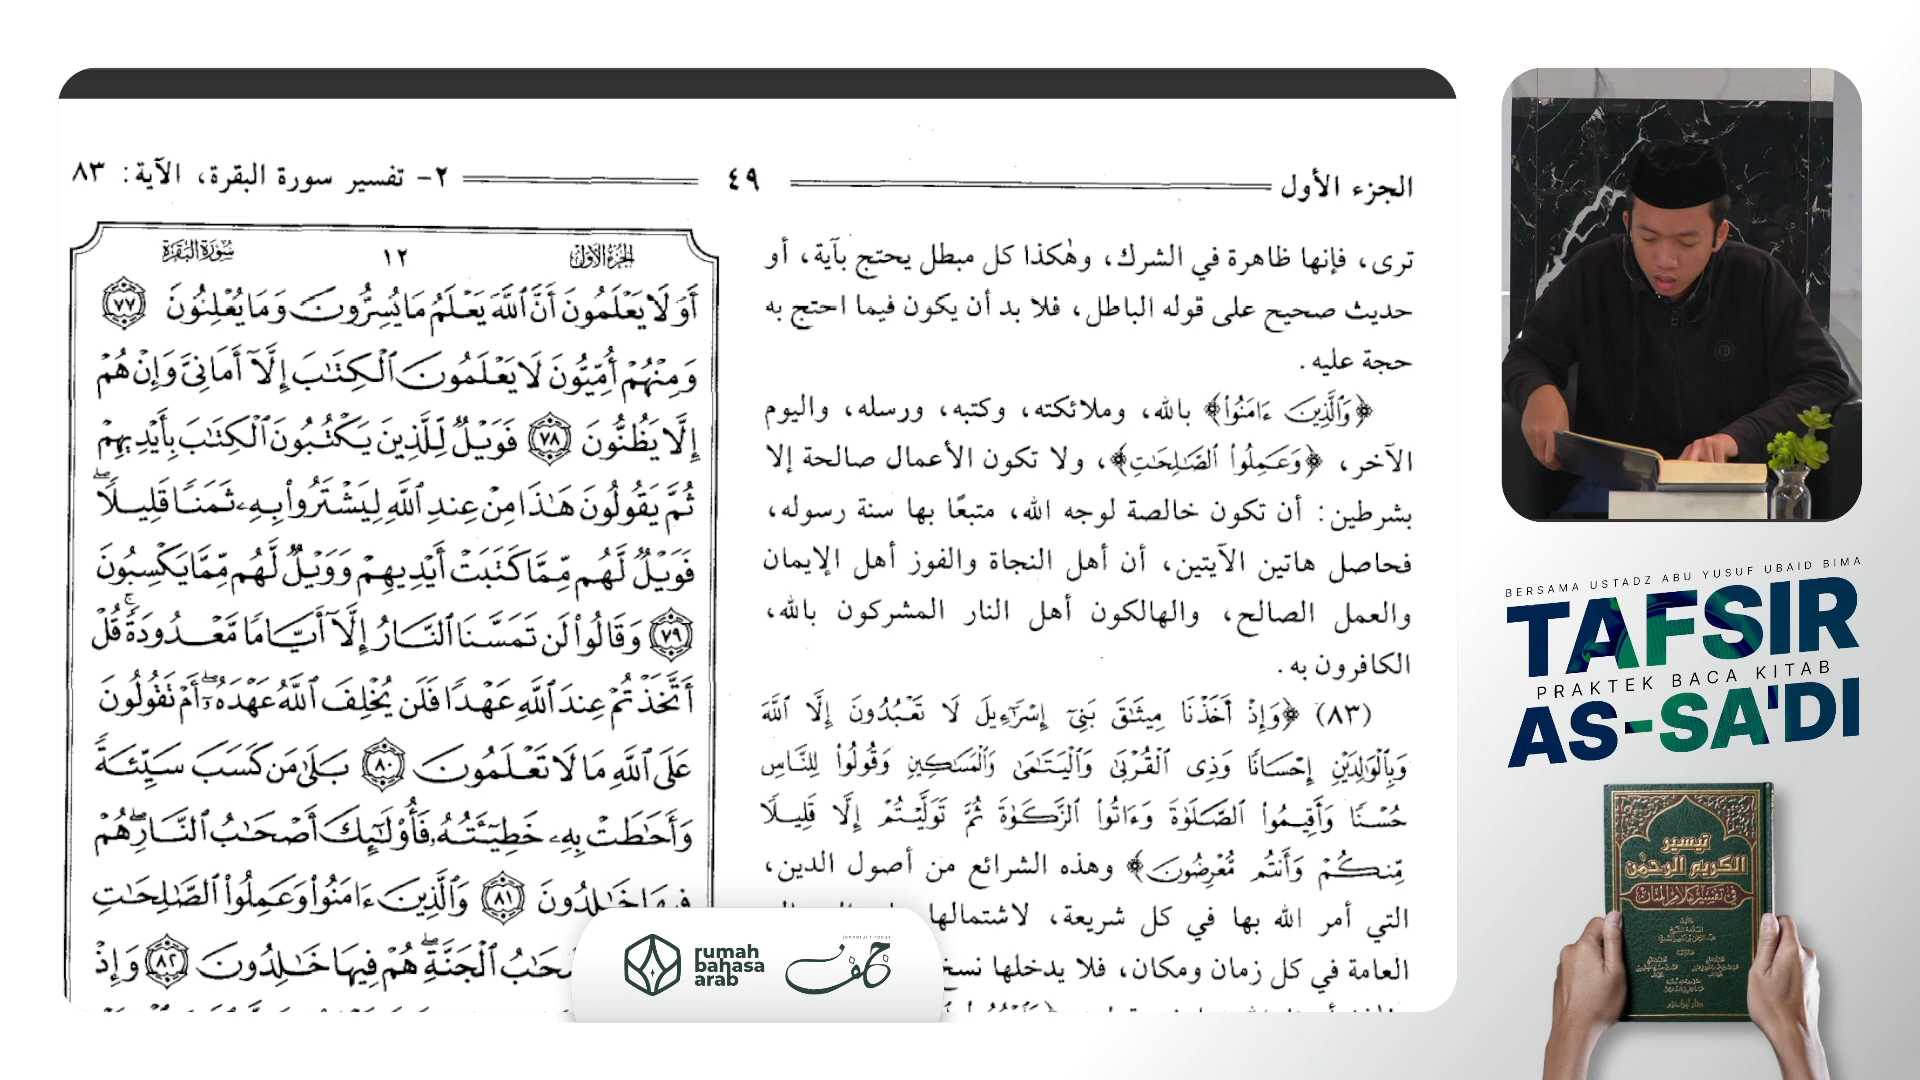 الجزء الأول
٤٩
٢- تفسير سورة البقرة، الآية: ٨٣
ترى، فإنها ظاهرة في الشرك، وهٰكذا كل مبطل يحتج بآية، أو
حديث صحيح على قوله الباطل، فلا بد أن يكون فيما احتج به
حجة عليه.
﴿وَٱلَّذِينَ ءَامَنُوا۟﴾ بالله، وملائكته، وكتبه، ورسله، واليوم
الآخر، ﴿وَعَمِلُوا۟ ٱلصَّـٰلِحَـٰتِ﴾، ولا تكون الأعمال صالحة إلا
بشرطين: أن تكون خالصة لوجه الله، متبعًا بها سنة رسوله،
فحاصل هاتين الآيتين، أن أهل النجاة والفوز أهل الإيمان
والعمل الصالح، والهالكون أهل النار المشركون بالله،
الكافرون به.
(٨٣) ﴿وَإِذْ أَخَذْنَا مِيثَـٰقَ بَنِىٓ إِسْرَٰٓءِيلَ لَا تَعْبُدُونَ إِلَّا ٱللَّهَ
وَبِٱلْوَٰلِدَيْنِ إِحْسَانًا وَذِى ٱلْقُرْبَىٰ وَٱلْيَتَـٰمَىٰ وَٱلْمَسَـٰكِينِ وَقُولُوا۟ لِلنَّاسِ
حُسْنًا وَأَقِيمُوا۟ ٱلصَّلَوٰةَ وَءَاتُوا۟ ٱلزَّكَوٰةَ ثُمَّ تَوَلَّيْتُمْ إِلَّا قَلِيلًا
مِّنكُمْ وَأَنتُم مُّعْرِضُونَ﴾ وهذه الشرائع من أصول الدين،
التي أمر الله بها في كل شريعة، لاشتمالها
العامة في كل زمان ومكان، فلا يدخلها نسخ
الجزء الأول
١٢
سورة البقرة
أَوَلَا يَعْلَمُونَ أَنَّ ٱللَّهَ يَعْلَمُ مَا يُسِرُّونَ وَمَا يُعْلِنُونَ ٧٧
وَمِنْهُمْ أُمِّيُّونَ لَا يَعْلَمُونَ ٱلْكِتَـٰبَ إِلَّآ أَمَانِىَّ وَإِنْ هُمْ
إِلَّا يَظُنُّونَ ٧٨ فَوَيْلٌ لِّلَّذِينَ يَكْتُبُونَ ٱلْكِتَـٰبَ بِأَيْدِيهِمْ
ثُمَّ يَقُولُونَ هَـٰذَا مِنْ عِندِ ٱللَّهِ لِيَشْتَرُوا۟ بِهِۦ ثَمَنًا قَلِيلًا ۖ
فَوَيْلٌ لَّهُم مِّمَّا كَتَبَتْ أَيْدِيهِمْ وَوَيْلٌ لَّهُم مِّمَّا يَكْسِبُونَ
٧٩ وَقَالُوا۟ لَن تَمَسَّنَا ٱلنَّارُ إِلَّآ أَيَّامًا مَّعْدُودَةً ۚ قُلْ
أَتَّخَذْتُمْ عِندَ ٱللَّهِ عَهْدًا فَلَن يُخْلِفَ ٱللَّهُ عَهْدَهُۥٓ ۖ أَمْ تَقُولُونَ
عَلَى ٱللَّهِ مَا لَا تَعْلَمُونَ ٨٠ بَلَىٰ مَن كَسَبَ سَيِّئَةً
وَأَحَـٰطَتْ بِهِۦ خَطِيٓـَٔتُهُۥ فَأُو۟لَـٰٓئِكَ أَصْحَـٰبُ ٱلنَّارِ ۖ هُمْ
فِيهَا خَـٰلِدُونَ ٨١ وَٱلَّذِينَ ءَامَنُوا۟ وَعَمِلُوا۟ ٱلصَّـٰلِحَـٰتِ
ٱلْجَنَّةِ ۖ هُمْ فِيهَا خَـٰلِدُونَ ٨٢ وَإِذْ
rumah
bahasa
arab
BERSAMA USTADZ ABU YUSUF UBAID BIMA
TAFSIR
PRAKTEK BACA KITAB
AS-SA'DI
تيسير
الكريم الرحمن
في تفسير كلام المنان